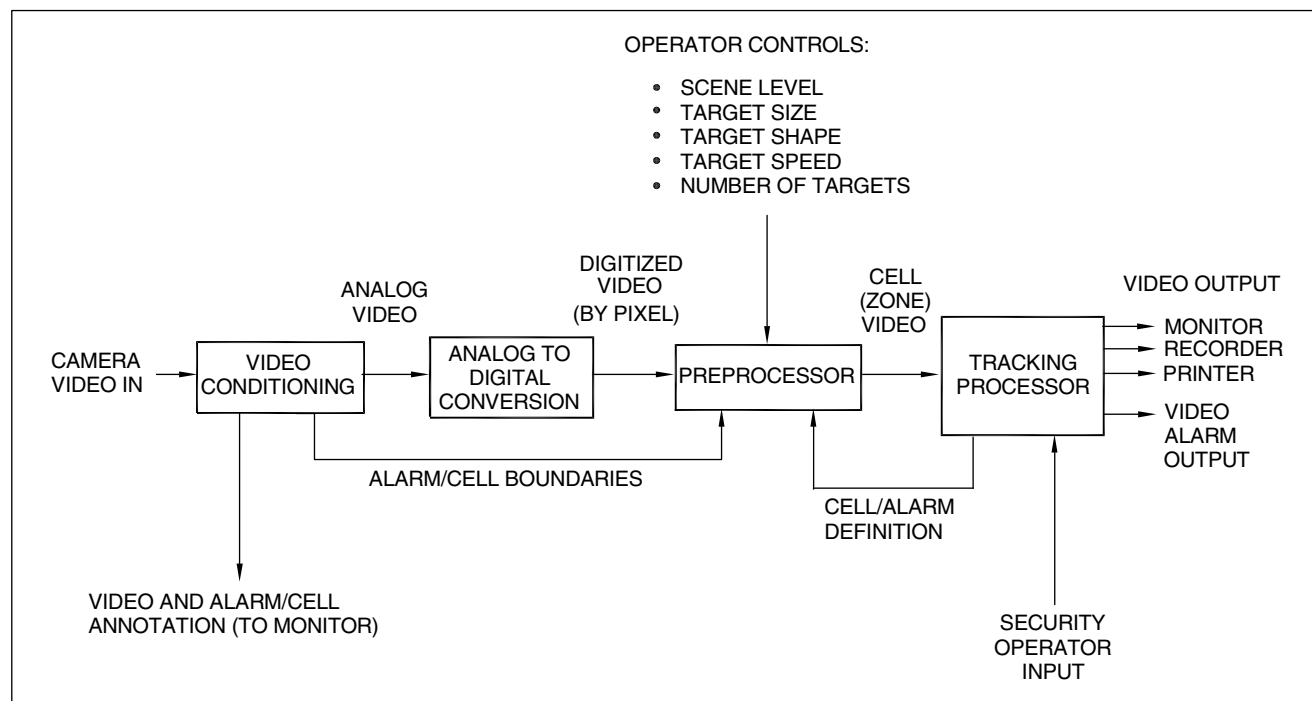 OPERATOR CONTROLS:
• SCENE LEVEL
• TARGET SIZE
• TARGET SHAPE
• TARGET SPEED
• NUMBER OF TARGETS
CAMERA
VIDEO IN
VIDEO
CONDITIONING
ANALOG
VIDEO
ANALOG TO
DIGITAL
CONVERSION
DIGITIZED
VIDEO
(BY PIXEL)
PREPROCESSOR
CELL
(ZONE)
VIDEO
TRACKING
PROCESSOR
VIDEO OUTPUT
MONITOR
RECORDER
PRINTER
VIDEO
ALARM
OUTPUT
ALARM/CELL BOUNDARIES
CELL/ALARM
DEFINITION
VIDEO AND ALARM/CELL
ANNOTATION (TO MONITOR)
SECURITY
OPERATOR
INPUT